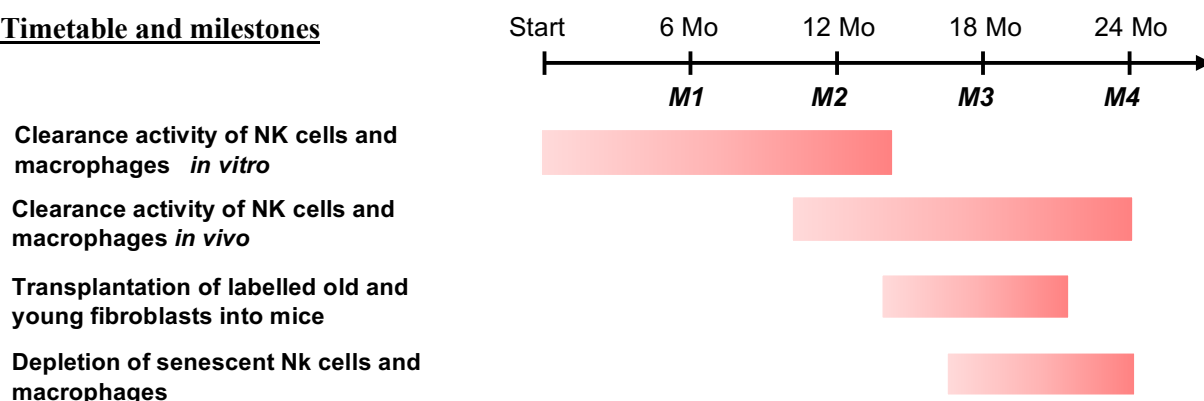 Timetable and milestones
Start 6 Mo 12 Mo 18 Mo 24 Mo
M1 M2 M3 M4
Clearance activity of NK cells and
macrophages in vitro
Clearance activity of NK cells and
macrophages in vivo
Transplantation of labelled old and
young fibroblasts into mice
Depletion of senescent Nk cells and
macrophages